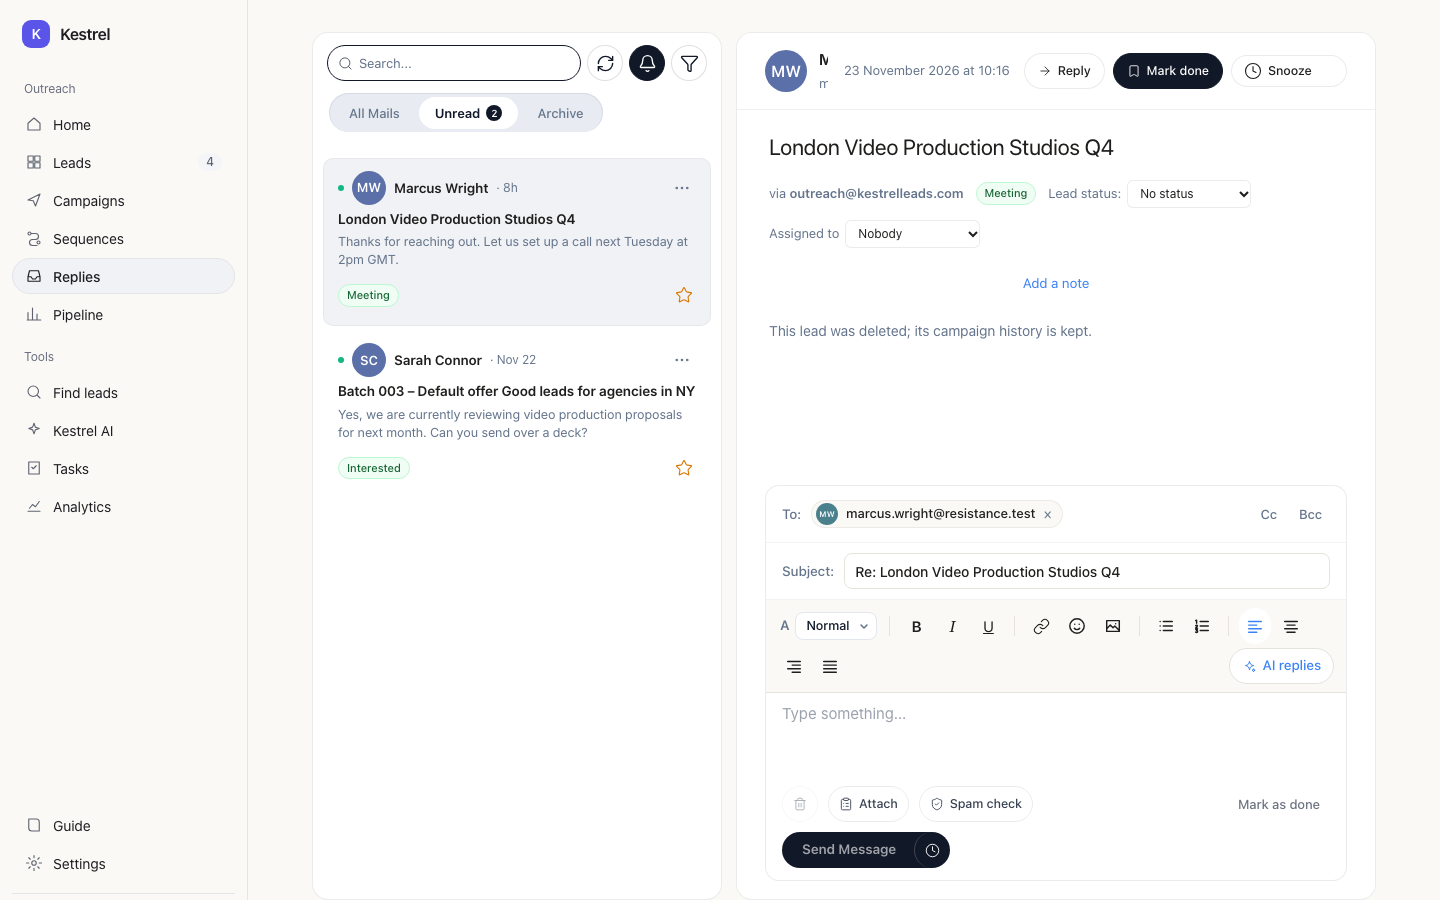 K Kestrel
Outreach
Home
Leads 4
Campaigns
Sequences
Replies
Pipeline
Tools
Find leads
Kestrel AI
Tasks
Analytics
Guide
Settings
Search...
All Mails Unread 2 Archive
MW Marcus Wright · 8h
London Video Production Studios Q4
Thanks for reaching out. Let us set up a call next Tuesday at
2pm GMT.
Meeting
SC Sarah Connor · Nov 22
Batch 003 – Default offer Good leads for agencies in NY
Yes, we are currently reviewing video production proposals
for next month. Can you send over a deck?
Interested
MW 23 November 2026 at 10:16 Reply Mark done Snooze
London Video Production Studios Q4
via outreach@kestrelleads.com Meeting Lead status: No status
Assigned to Nobody
Add a note
This lead was deleted; its campaign history is kept.
To: MW marcus.wright@resistance.test × Cc Bcc
Subject: Re: London Video Production Studios Q4
A Normal B I U
AI replies
Type something...
Attach Spam check Mark as done
Send Message